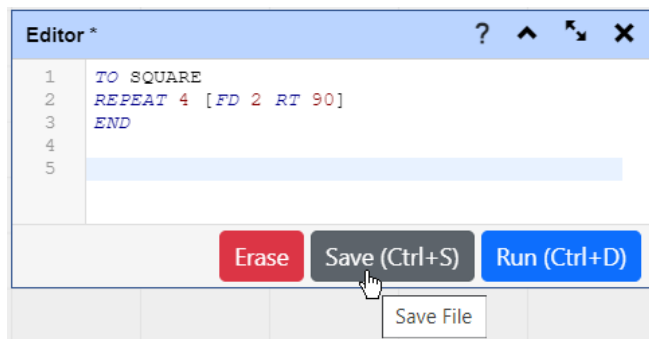 Editor * ?
1 TO SQUARE
2 REPEAT 4 [FD 2 RT 90]
3 END
4
5
Erase Save (Ctrl+S) Run (Ctrl+D)
Save File